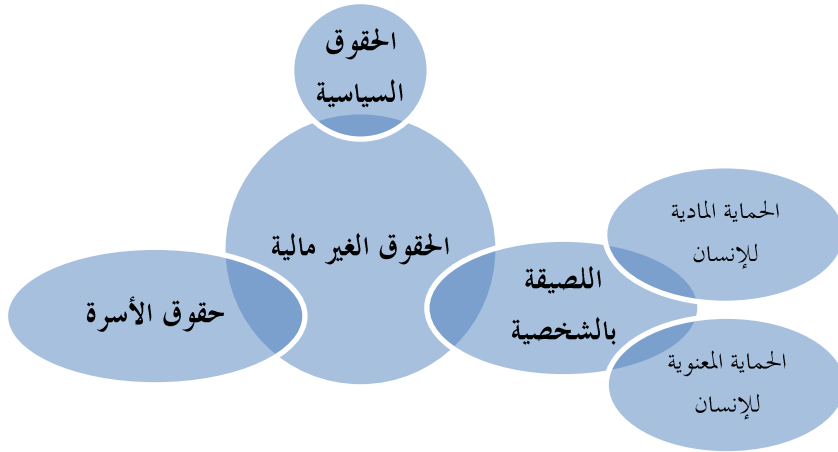 الحقوق
السياسية
الحقوق الغير مالية
الحماية المادية
للإنسان
اللصيقة
بالشخصية
حقوق الأسرة
الحماية المعنوية
للإنسان